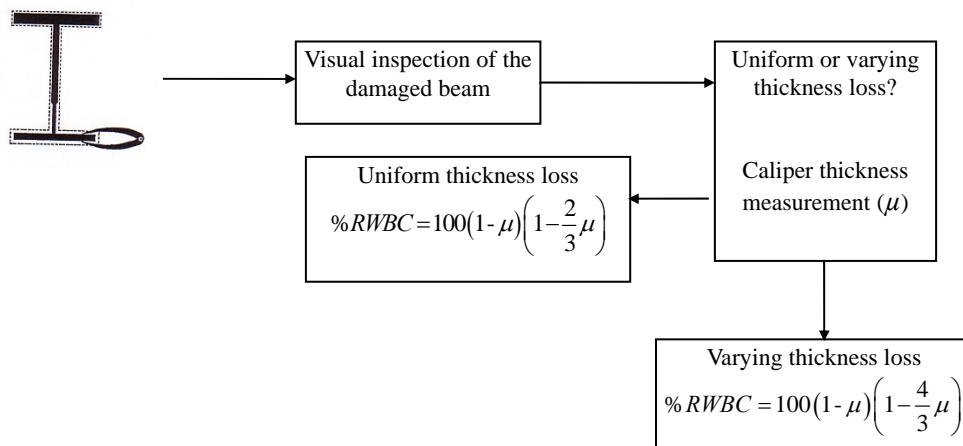 Visual inspection of the
damaged beam
Uniform or varying
thickness loss?
Caliper thickness
measurement (μ)
Uniform thickness loss
%RWBC = 100(1 - μ)(1 − 2/3 μ)
Varying thickness loss
% RWBC = 100(1 - μ)(1 − 4/3 μ)